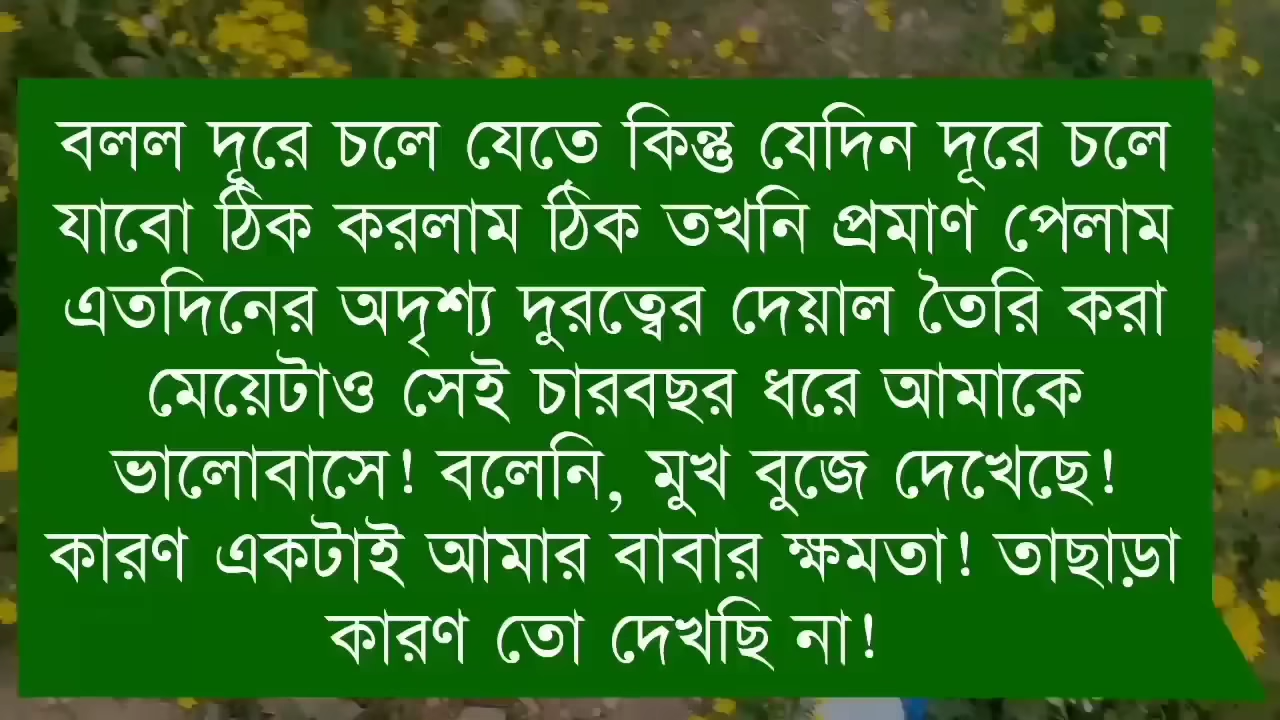 বলল দূরে চলে যেতে কিন্তু যেদিন দূরে চলে
যাবো ঠিক করলাম ঠিক তখনি প্রমাণ পেলাম
এতদিনের অদৃশ্য দুরত্বের দেয়াল তৈরি করা
মেয়েটাও সেই চারবছর ধরে আমাকে
ভালোবাসে! বলেনি, মুখ বুজে দেখেছে!
কারণ একটাই আমার বাবার ক্ষমতা! তাছাড়া
কারণ তো দেখছি না!